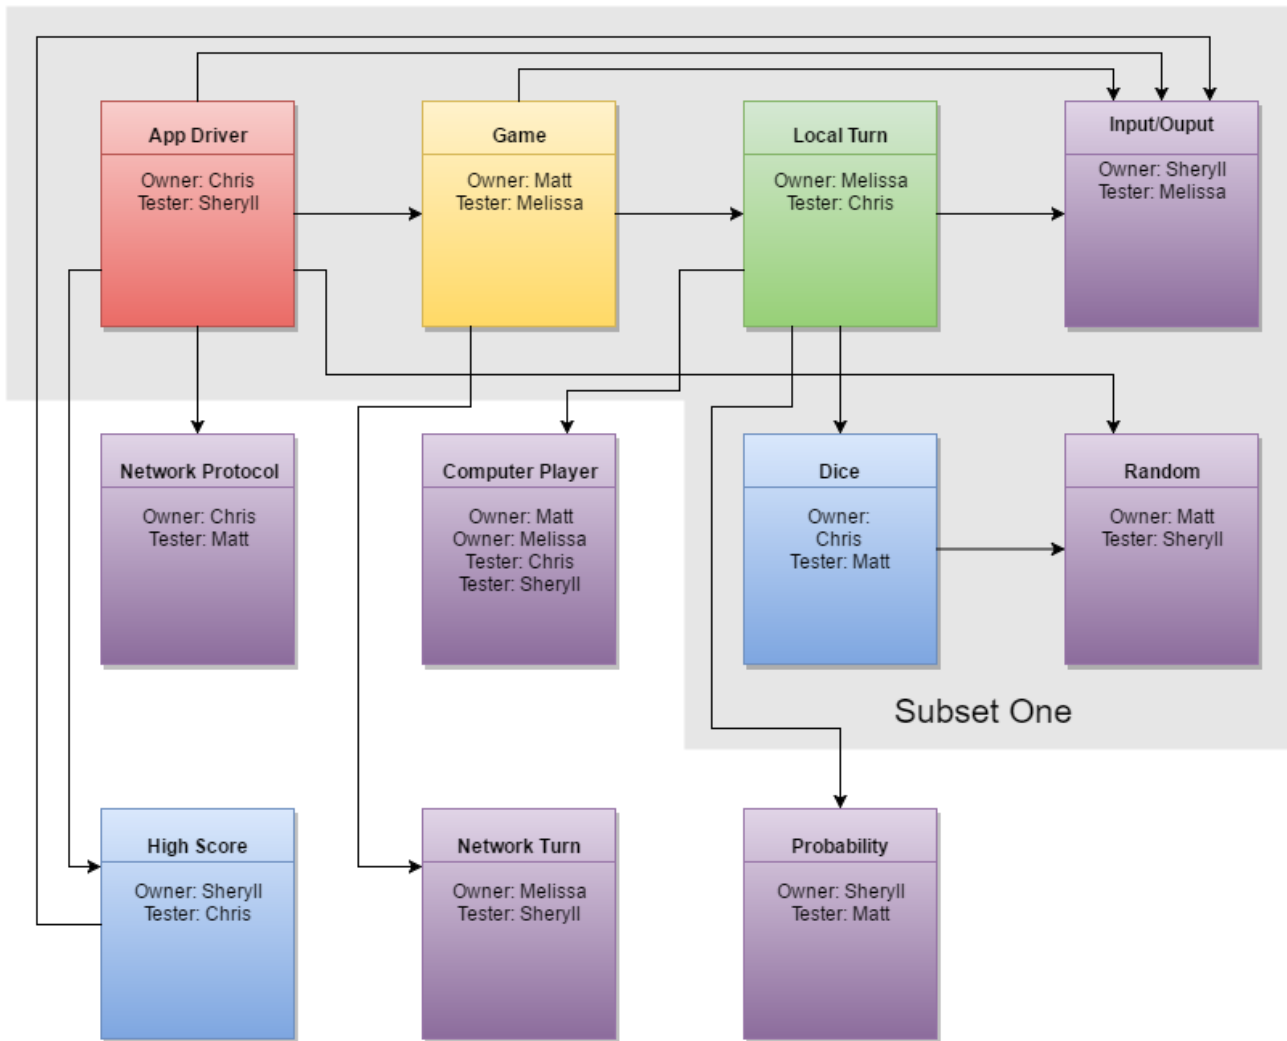 App Driver
Owner: Chris
Tester: Sheryll
Game
Owner: Matt
Tester: Melissa
Local Turn
Owner: Melissa
Tester: Chris
Input/Ouput
Owner: Sheryll
Tester: Melissa
Network Protocol
Owner: Chris
Tester: Matt
Computer Player
Owner: Matt
Owner: Melissa
Tester: Chris
Tester: Sheryll
Dice
Owner:
Chris
Tester: Matt
Random
Owner: Matt
Tester: Sheryll
Subset One
High Score
Owner: Sheryll
Tester: Chris
Network Turn
Owner: Melissa
Tester: Sheryll
Probability
Owner: Sheryll
Tester: Matt